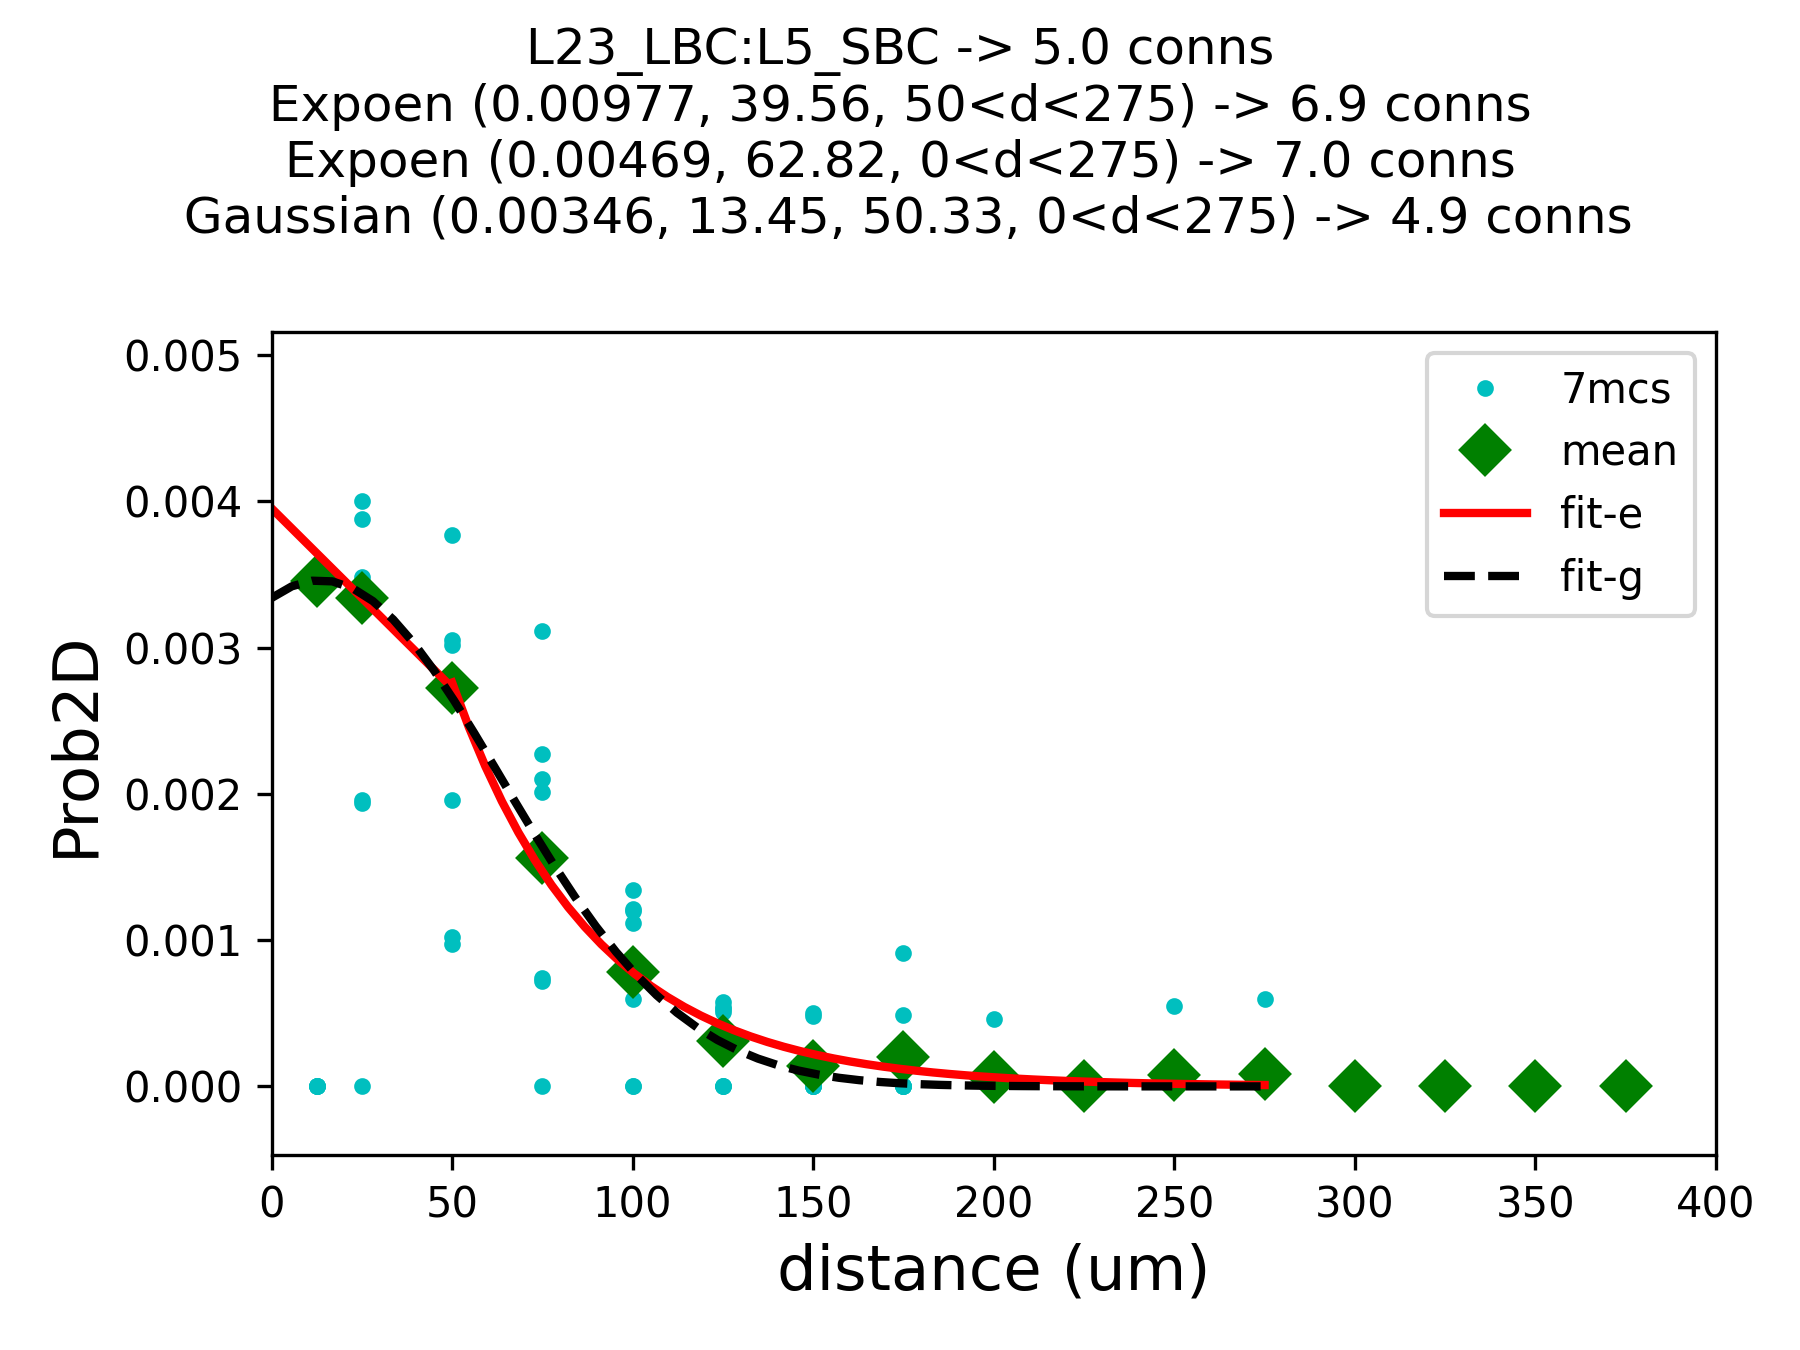 L23_LBC:L5_SBC -> 5.0 conns
Expoen (0.00977, 39.56, 50<d<275) -> 6.9 conns
Expoen (0.00469, 62.82, 0<d<275) -> 7.0 conns
Gaussian (0.00346, 13.45, 50.33, 0<d<275) -> 4.9 conns
0.005
0.004
0.003
0.002
0.001
0.000
Prob2D
7mcs
mean
fit-e
fit-g
0 50 100 150 200 250 300 350 400
distance (um)